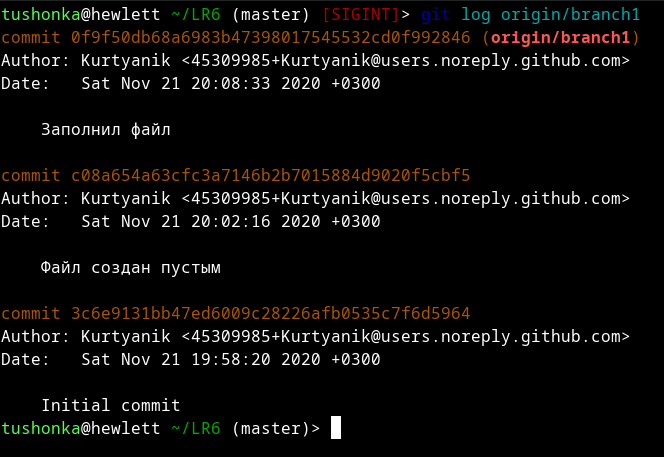 tushonka@hewlett ~/LR6 (master) [SIGINT]> git log origin/branch1
commit 0f9f50db68a6983b47398017545532cd0f992846 (origin/branch1)
Author: Kurtyanik <45309985+Kurtyanik@users.noreply.github.com>
Date:   Sat Nov 21 20:08:33 2020 +0300
    Заполнил файл
commit c08a654a63cfc3a7146b2b7015884d9020f5cbf5
Author: Kurtyanik <45309985+Kurtyanik@users.noreply.github.com>
Date:   Sat Nov 21 20:02:16 2020 +0300
    Файл создан пустым
commit 3c6e9131bb47ed6009c28226afb0535c7f6d5964
Author: Kurtyanik <45309985+Kurtyanik@users.noreply.github.com>
Date:   Sat Nov 21 19:58:20 2020 +0300
    Initial commit
tushonka@hewlett ~/LR6 (master)>